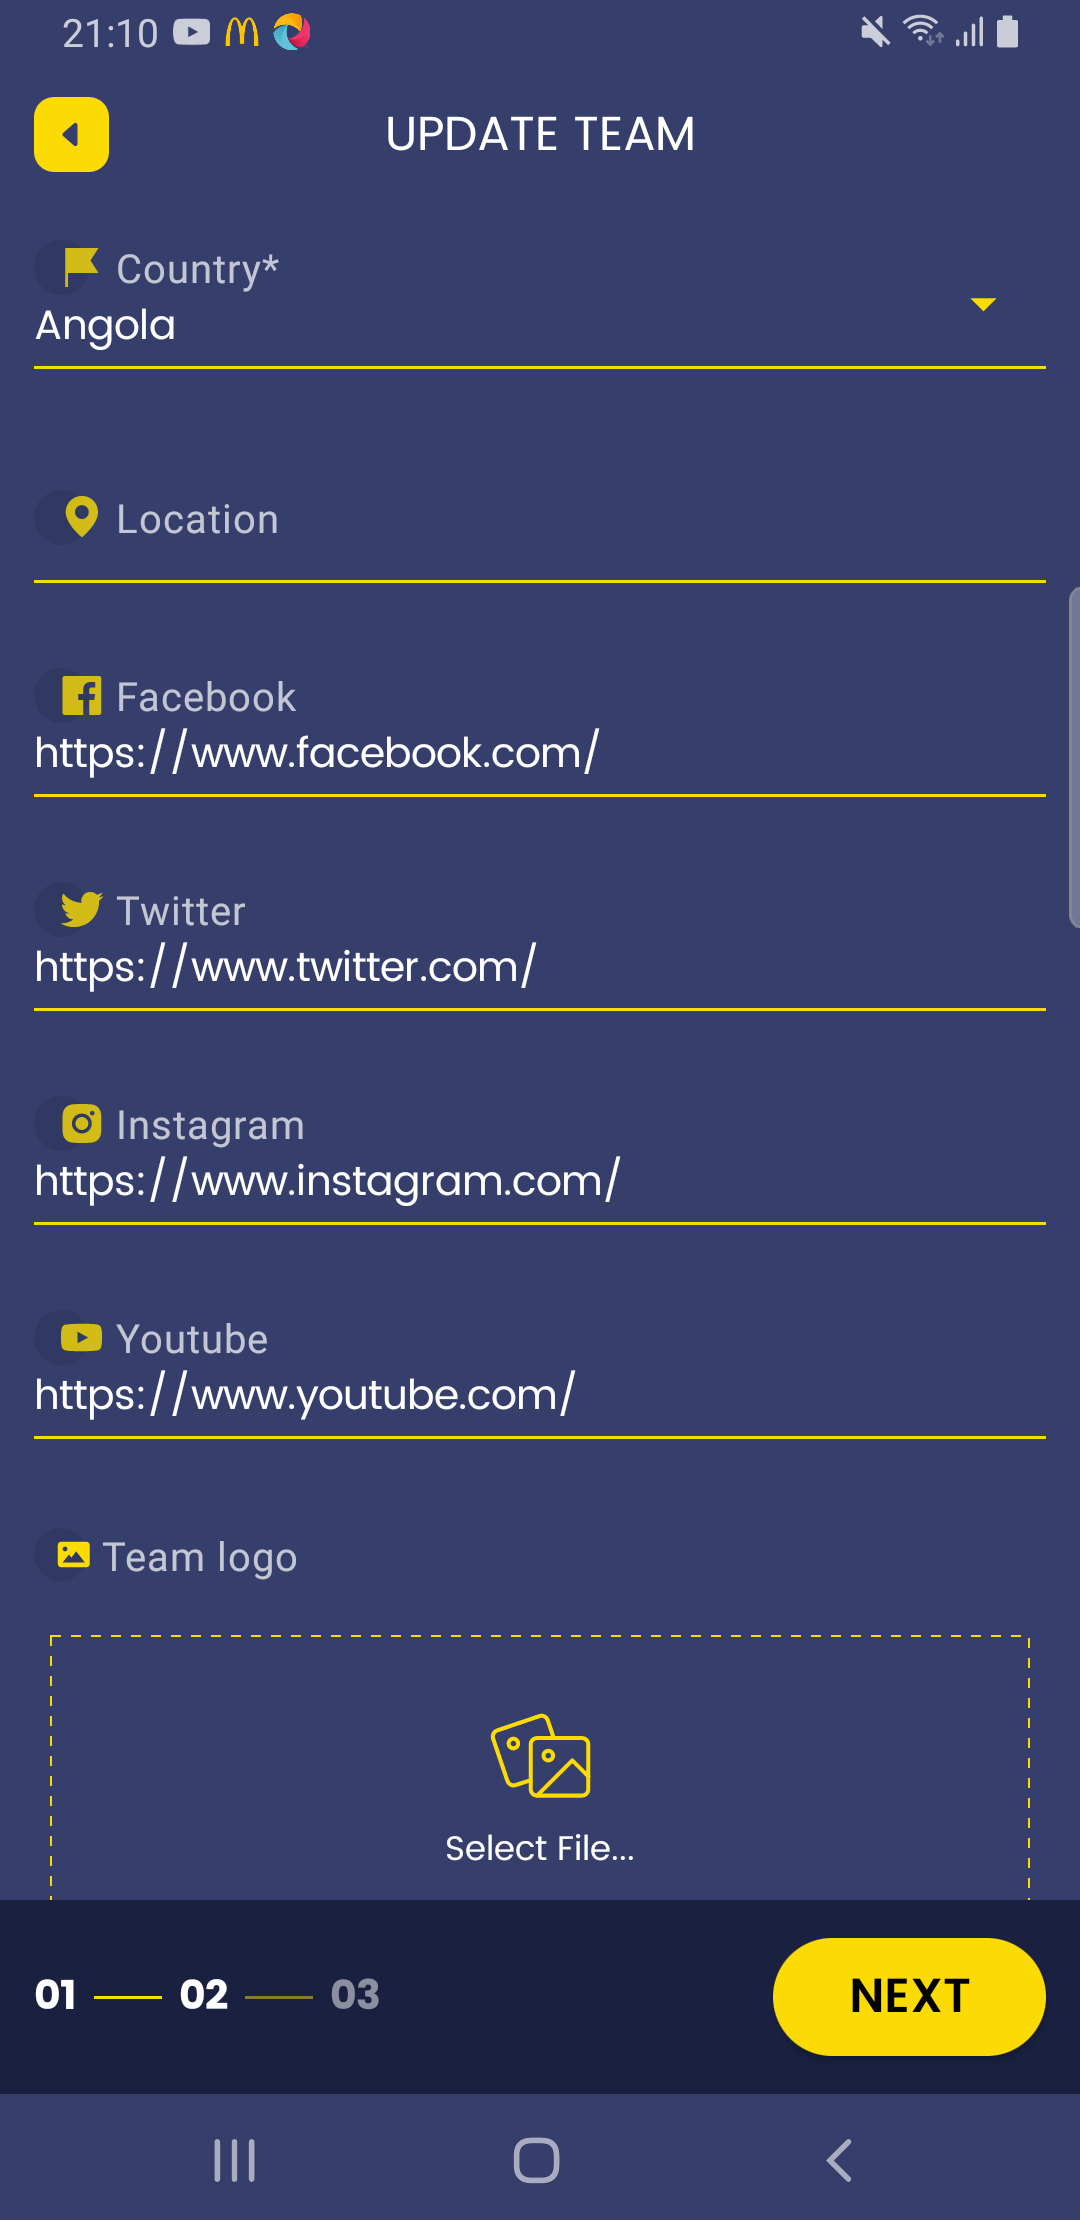 21:10
UPDATE TEAM
Country*
Angola
Location
Facebook
https://www.facebook.com/
Twitter
https://www.twitter.com/
Instagram
https://www.instagram.com/
Youtube
https://www.youtube.com/
Team logo
Select File...
01 02 03
NEXT